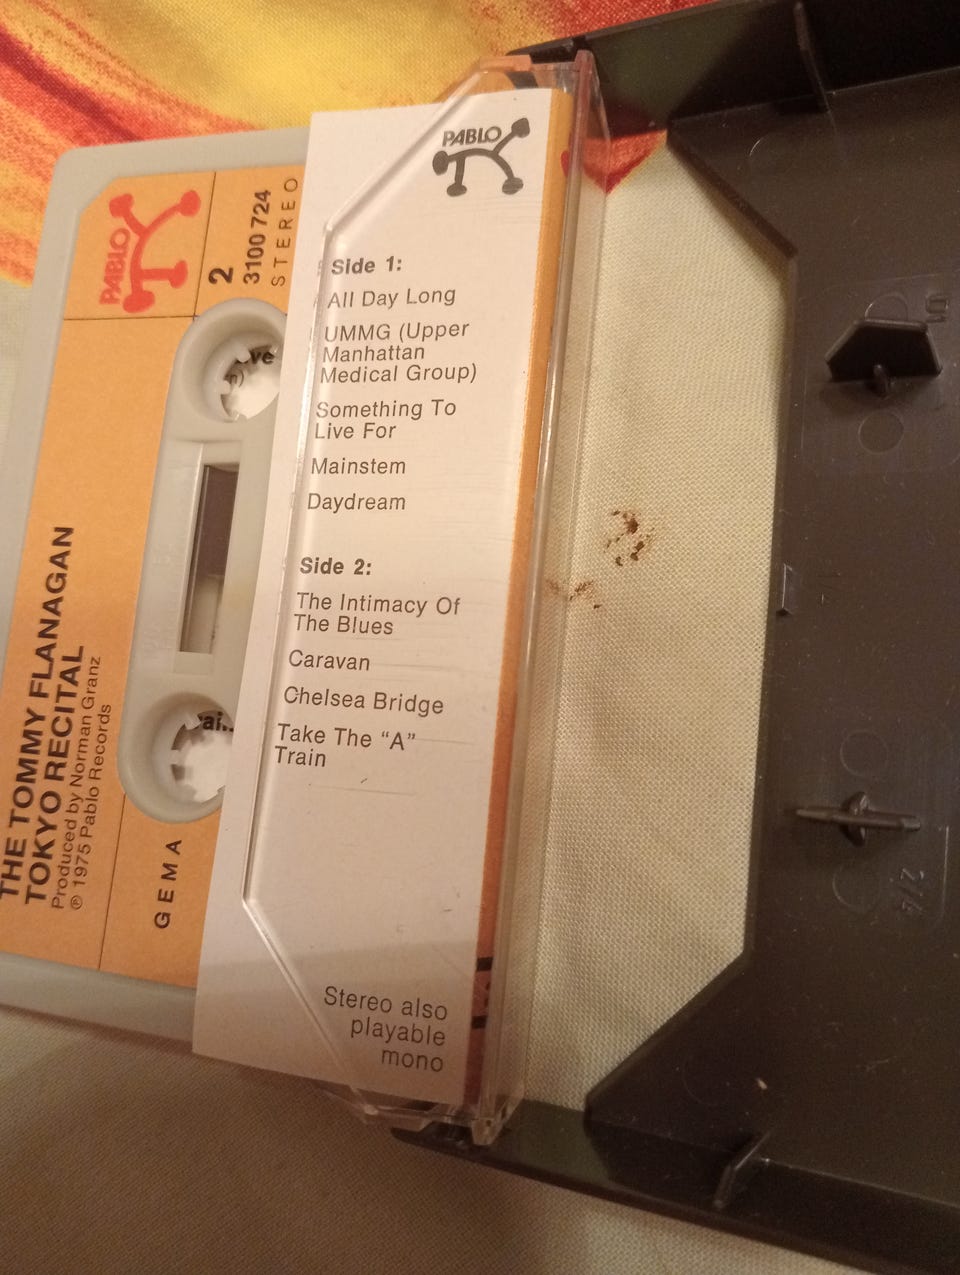 PABLO
2
3100 724
STEREO
THE TOMMY FLANAGAN
TOKYO RECITAL
Produced by Norman Granz
℗ 1975 Pablo Records
GEMA
PABLO
Side 1:
All Day Long
UMMG (Upper
Manhattan
Medical Group)
Something To
Live For
Mainstem
Daydream
Side 2:
The Intimacy Of
The Blues
Caravan
Chelsea Bridge
Take The “A”
Train
Stereo also
playable
mono